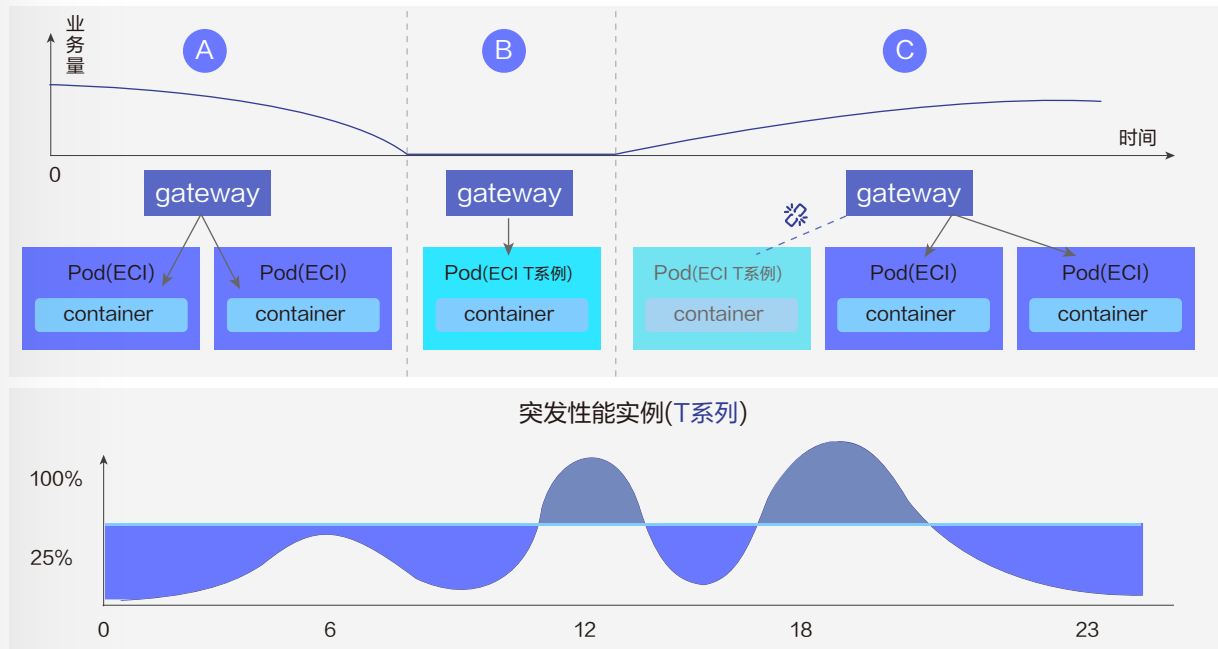 业务量
A
B
C
时间
0
gateway
gateway
gateway
Pod(ECI)
container
Pod(ECI)
container
Pod(ECI T系例)
container
Pod(ECI T系例)
container
Pod(ECI)
container
Pod(ECI)
container
突发性能实例(T系列)
100%
25%
0
6
12
18
23